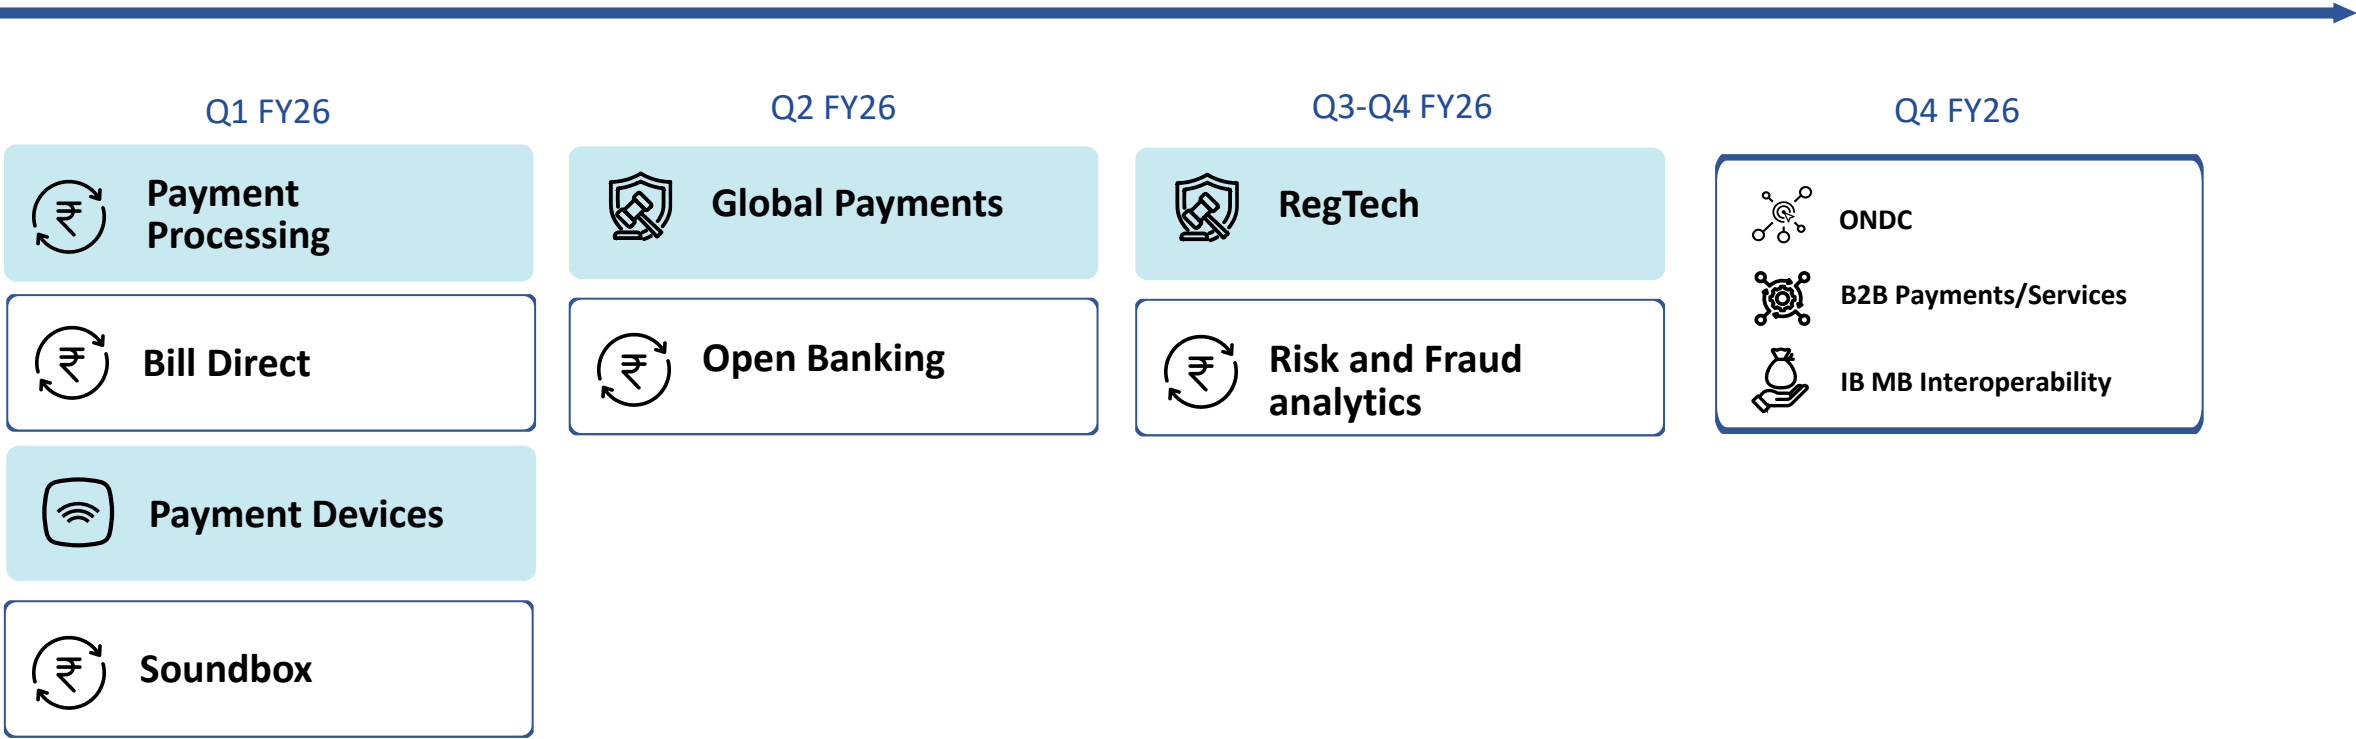 Q1 FY26
Payment
Processing
Bill Direct
Payment Devices
Soundbox
Q2 FY26
Global Payments
Open Banking
Q3-Q4 FY26
RegTech
Risk and Fraud
analytics
Q4 FY26
ONDC
B2B Payments/Services
IB MB Interoperability